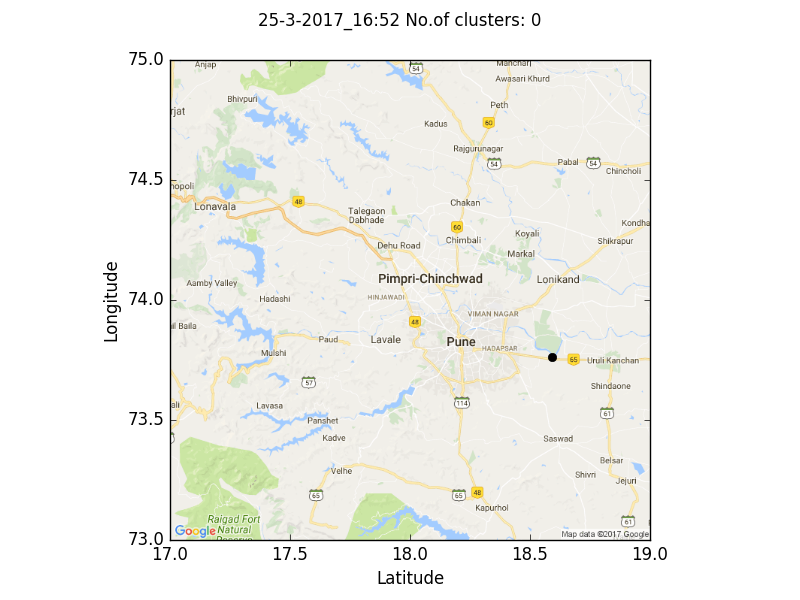 25-3-2017_16:52 No.of clusters: 0
75.0
74.5
74.0
73.5
73.0
Longitude
17.0 17.5 18.0 18.5 19.0
Latitude
Anjap
54
Manchar
Awasari Khurd
Bhivpuri
Peth
rjat
Kadus
60
Rajgurunagar
54
Pabal
54
Chincholi
nopoli
Lonavala
48
Chakan
Talegaon
Dabhade
60
Kondha
Koyali
Chimbali
Shikrapur
Dehu Road
Markal
Aamby Valley
Pimpri-Chinchwad
Lonikand
Hadashi
HINJAWADI
VIMAN NAGAR
il Baila
48
Paud
Lavale
Pune
HADAPSAR
Mulshi
65
Uruli Kanchan
57
Shindaone
ali
Lavasa
114
61
Panshet
Kadve
Saswad
Velhe
Belsar
Shivri
Jejuri
65
65
48
Kapurhol
Raigad Fort
Natural
61
Google
Map data ©2017 Google